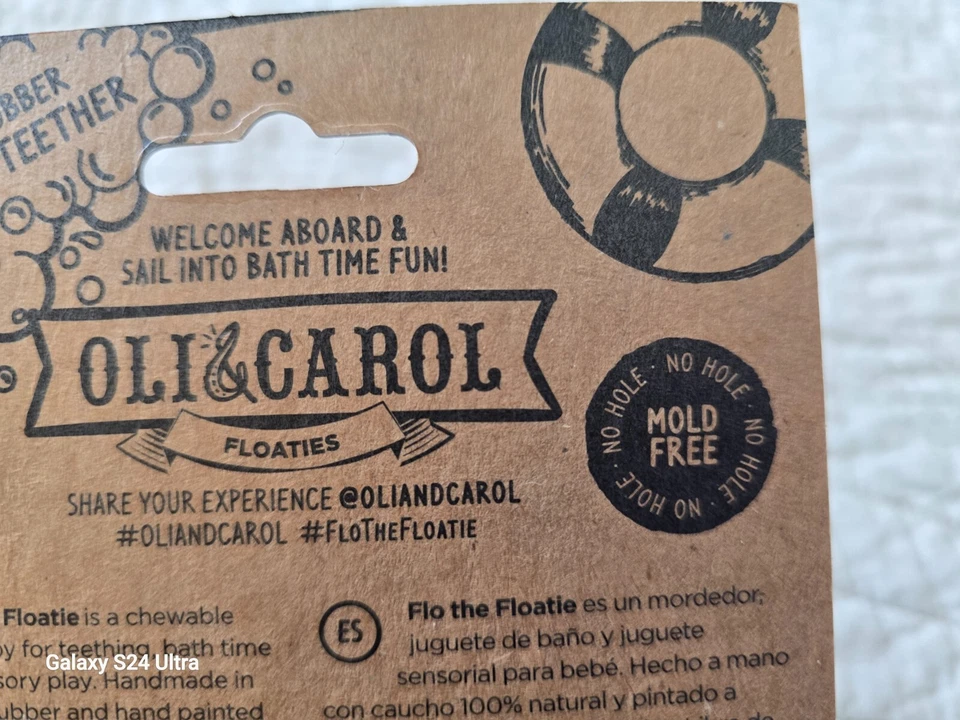 TEETHER
WELCOME ABOARD &
SAIL INTO BATH TIME FUN!
OLI&CAROL
FLOATIES
SHARE YOUR EXPERIENCE @OLIANDCAROL
#OLIANDCAROL #FLOTHEFLOATIE
NO HOLE · NO HOLE · NO HOLE · NO HOLE ·
MOLD
FREE
Floatie is a chewable
for teething, bath time
play. Handmade in
and hand painted
ES
Flo the Floatie es un mordedor,
juguete de baño y juguete
sensorial para bebé. Hecho a mano
con caucho 100% natural y pintado a
Galaxy S24 Ultra